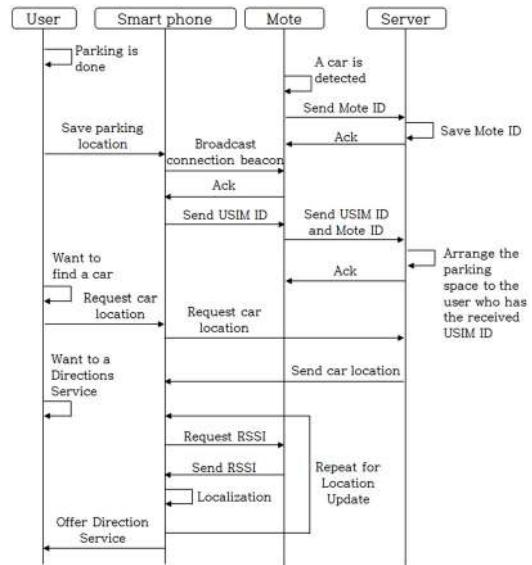 User
Smart phone
Mote
Server
Parking is
done
A car is
detected
Send Mote ID
Save Mote ID
Ack
Save parking
location
Broadcast
connection beacon
Ack
Send USIM ID
Send USIM ID
and Mote ID
Arrange the
parking
space to the
user who has
the received
USIM ID
Ack
Want to
find a car
Request car
location
Request car
location
Want to a
Directions
Service
Send car location
Request RSSI
Send RSSI
Repeat for
Location
Update
Localization
Offer Direction
Service